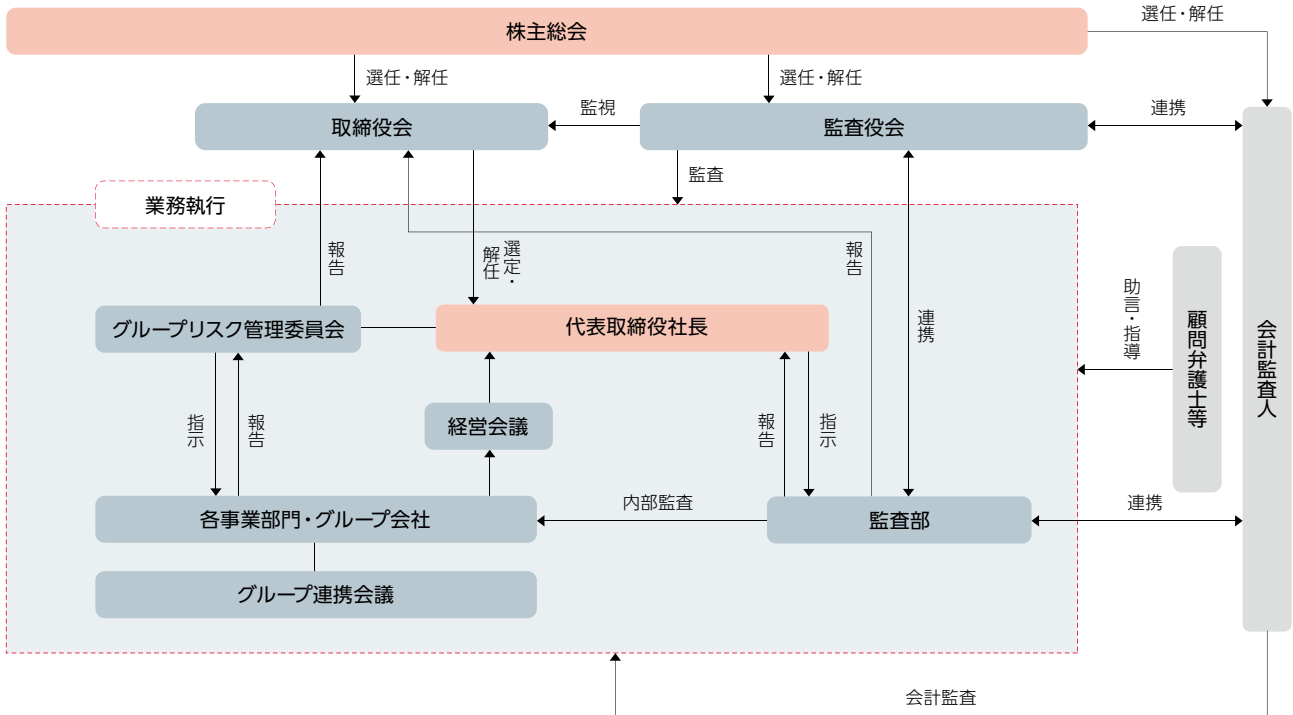 株主総会
選任・解任
選任・解任
選任・解任
取締役会
監視
監査役会
連携
監査
業務執行
報告
選定・
解任
報告
連携
助言・指導
顧問弁護士等
会計監査人
グループリスク管理委員会
代表取締役社長
指示
報告
経営会議
報告
指示
各事業部門・グループ会社
内部監査
監査部
連携
グループ連携会議
会計監査